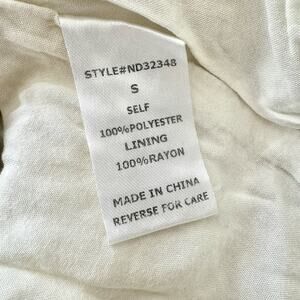 STYLE#ND32348
S
SELF
100%POLYESTER
LINING
100%RAYON
MADE IN CHINA
REVERSE FOR CARE